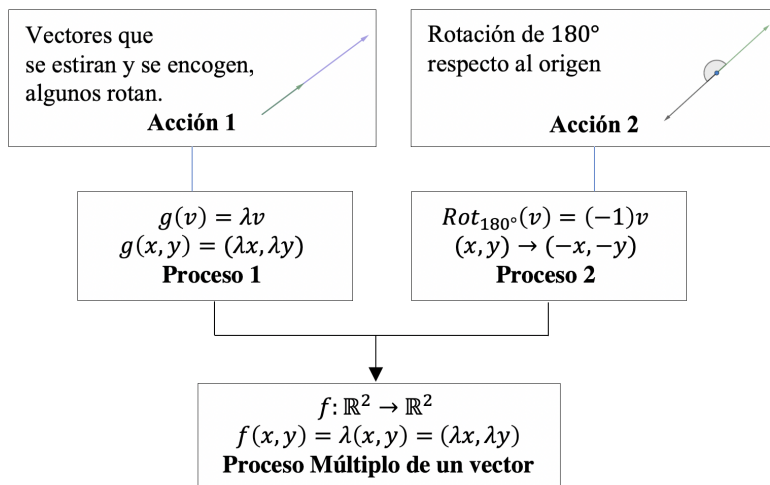 Vectores que
se estiran y se encogen,
algunos rotan.
Acción 1
Rotación de 180°
respecto al origen
Acción 2
𝑔(𝑣) = 𝜆𝑣
𝑔(𝑥, 𝑦) = (𝜆𝑥, 𝜆𝑦)
Proceso 1
𝑅𝑜𝑡₁₈₀°(𝑣) = (−1)𝑣
(𝑥, 𝑦) → (−𝑥, −𝑦)
Proceso 2
𝑓: ℝ² → ℝ²
𝑓(𝑥, 𝑦) = 𝜆(𝑥, 𝑦) = (𝜆𝑥, 𝜆𝑦)
Proceso Múltiplo de un vector